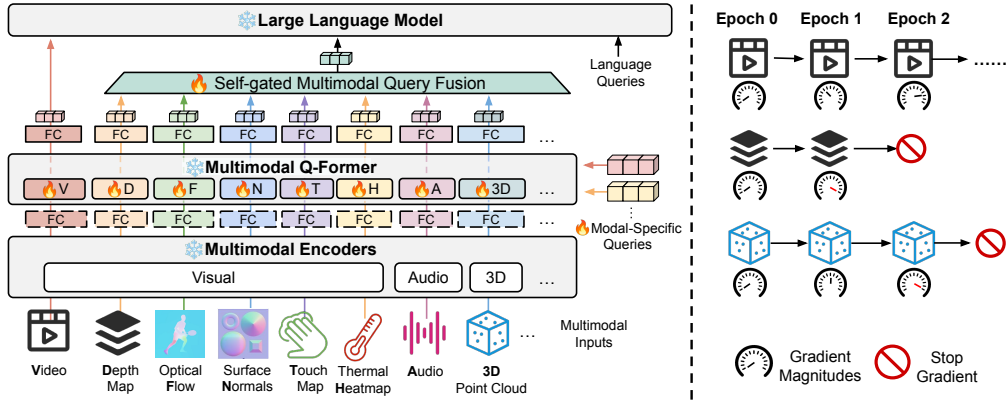 Large Language Model
Language
Queries
Self-gated Multimodal Query Fusion
FC FC FC FC FC FC FC FC ...
Multimodal Q-Former
V D F N T H A 3D ...
Modal-Specific
Queries
FC FC FC FC FC FC FC FC ...
Multimodal Encoders
Visual Audio 3D ...
...
Multimodal
Inputs
Video
Depth
Map
Optical
Flow
Surface
Normals
Touch
Map
Thermal
Heatmap
Audio
3D
Point Cloud
Epoch 0 Epoch 1 Epoch 2
......
Gradient
Magnitudes
Stop
Gradient